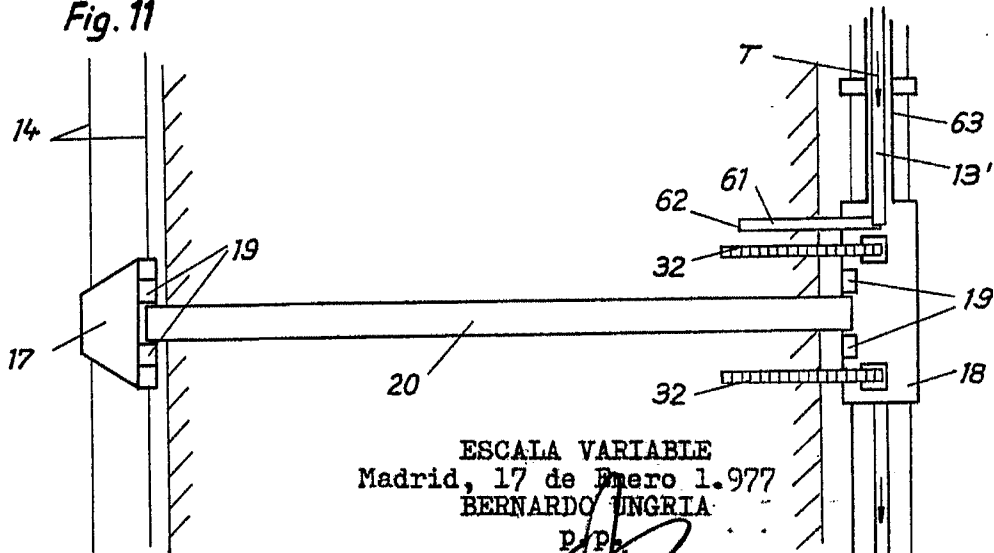 Fig. 11
T
14
63
13'
61
62
19
32
19
17
20
32
18
ESCALA VARIABLE
Madrid, 17 de Enero 1.977
BERNARDO UNGRIA
p.p.